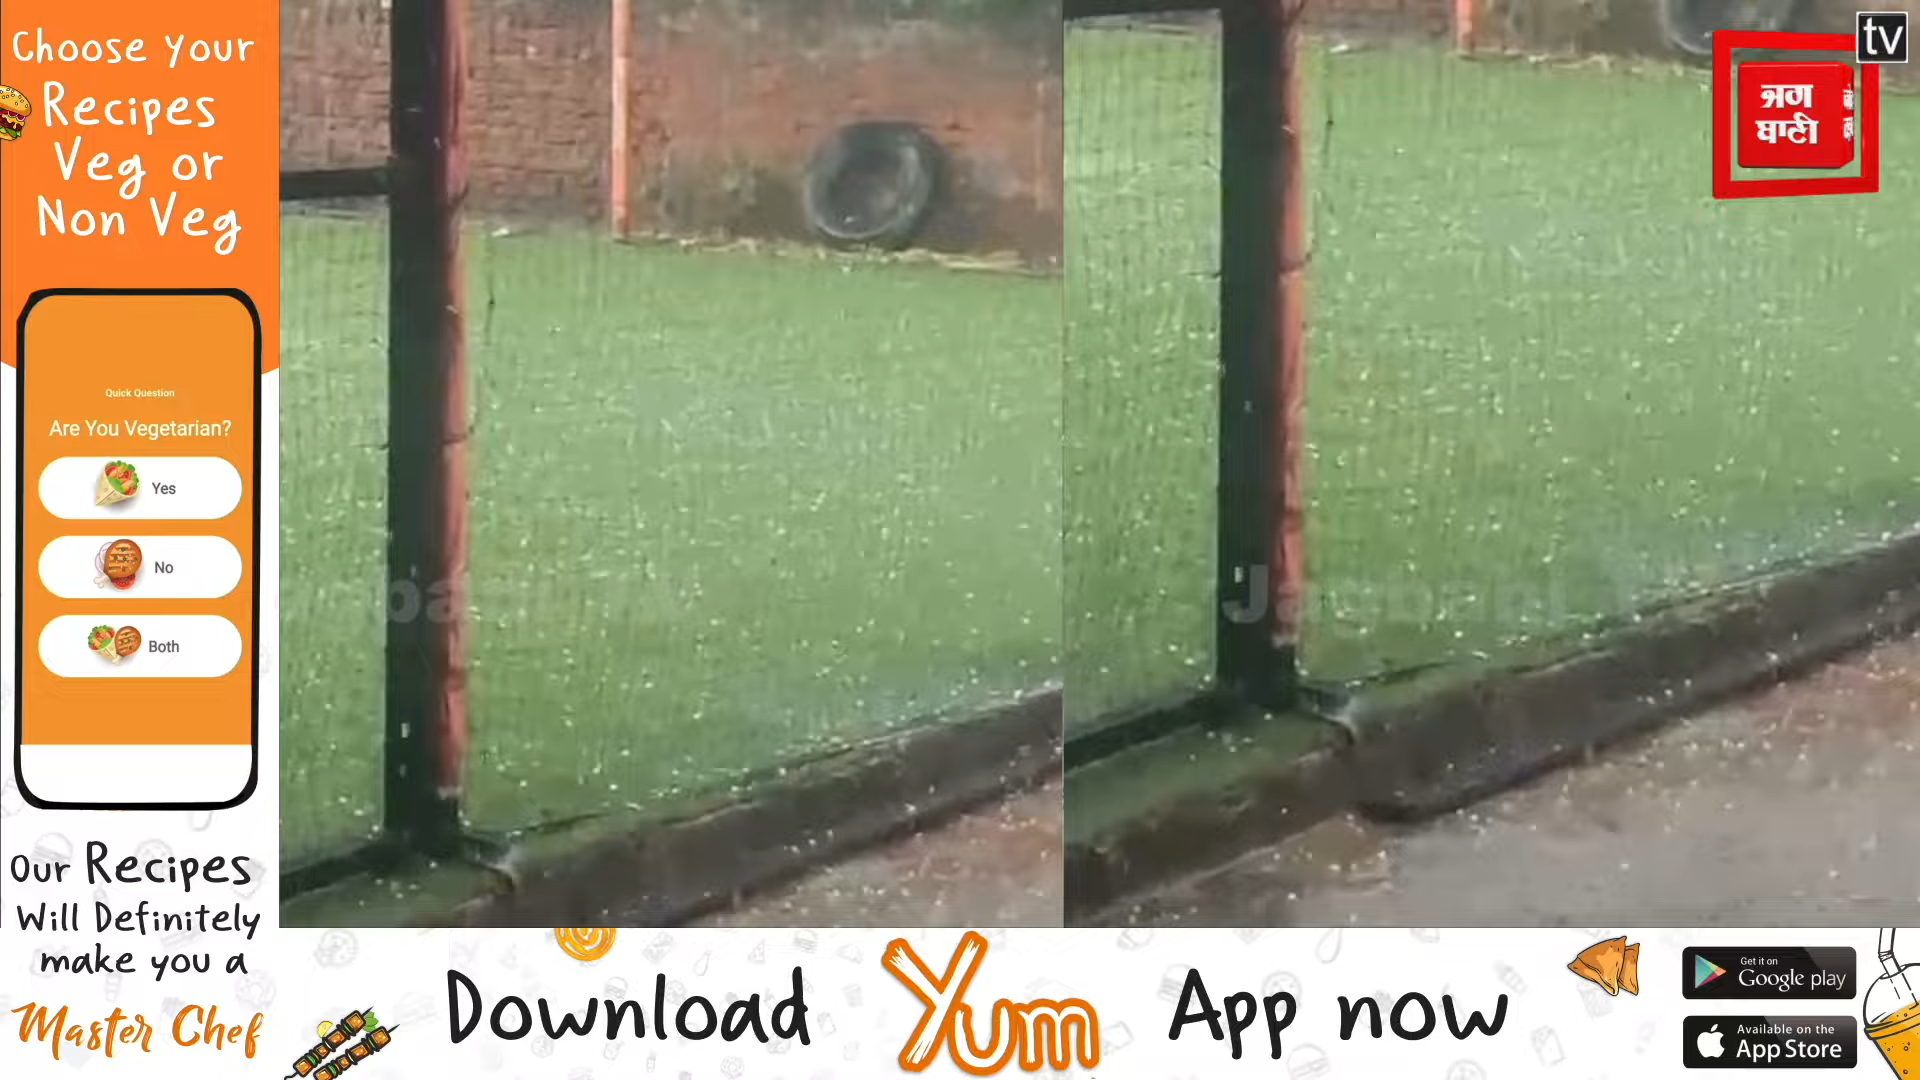 Choose Your
Recipes
Veg or
Non Veg
Quick Question
Are You Vegetarian?
Yes
No
Both
Our Recipes
Will Definitely
make you a
Master Chef
tv
ਜਗ
ਬਾਣੀ
Download Yum App now
Get it on
Google play
Available on the
App Store